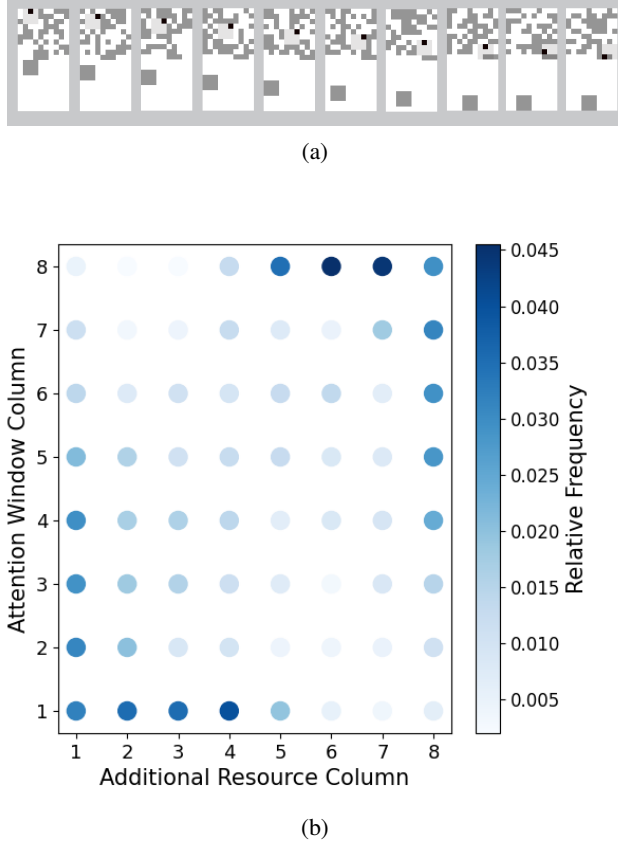 (a)
8
7
6
5
4
3
2
1
Attention Window Column
1 2 3 4 5 6 7 8
Additional Resource Column
0.045
0.040
0.035
0.030
0.025
0.020
0.015
0.010
0.005
Relative Frequency
(b)